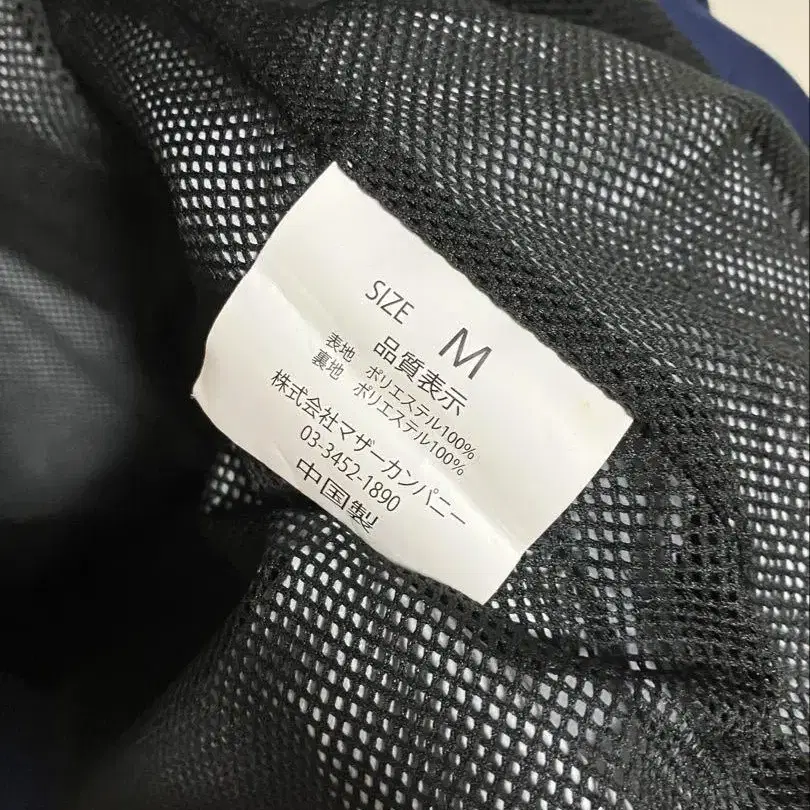 SIZE M
品質表示
表地 ポリエステル100%
裏地 ポリエステル100%
株式会社マザーカンパニー
03-3452-1890
中国製